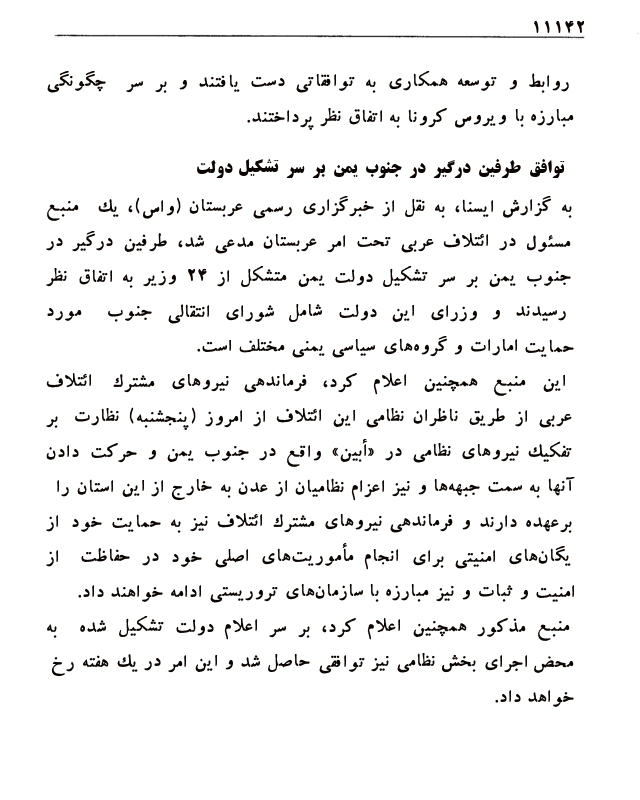 ۱۱۱۴۲
روابط و توسعه همکاری به توافقاتی دست یافتند و بر سر چگونگی
مبارزه با ویروس کرونا به اتفاق نظر پرداختند.
توافق طرفین درگیر در جنوب یمن بر سر تشکیل دولت
به گزارش ایسنا، به نقل از خبرگزاری رسمی عربستان (واس)، یك منبع
مسئول در ائتلاف عربی تحت امر عربستان مدعی شد، طرفین درگیر در
جنوب یمن بر سر تشکیل دولت یمن متشکل از ۲۴ وزیر به اتفاق نظر
رسیدند و وزرای این دولت شامل شورای انتقالی جنوب مورد
حمایت امارات و گروه‌های سیاسی یمنی مختلف است.
این منبع همچنین اعلام کرد، فرماندهی نیروهای مشترك ائتلاف
عربی از طریق ناظران نظامی این ائتلاف از امروز (پنجشنبه) نظارت بر
تفکیك نیروهای نظامی در «أبین» واقع در جنوب یمن و حرکت دادن
آنها به سمت جبهه‌ها و نیز اعزام نظامیان از عدن به خارج از این استان را
برعهده دارند و فرماندهی نیروهای مشترك ائتلاف نیز به حمایت خود از
یگان‌های امنیتی برای انجام مأموریت‌های اصلی خود در حفاظت از
امنیت و ثبات و نیز مبارزه با سازمان‌های تروریستی ادامه خواهند داد.
منبع مذکور همچنین اعلام کرد، بر سر اعلام دولت تشکیل شده به
محض اجرای بخش نظامی نیز توافقی حاصل شد و این امر در یك هفته رخ
خواهد داد.